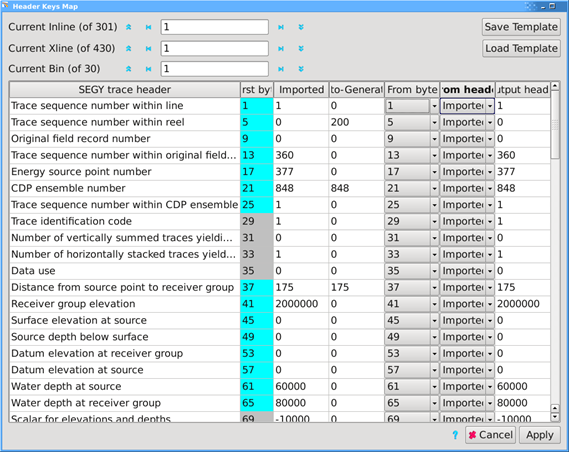 Header Keys Map
Current Inline (of 301) 1 Save Template
Current Xline (of 430) 1 Load Template
Current Bin (of 30) 1
SEGY trace header rst by Imported to-Genera From byte om head utput head
Trace sequence number within line 1 1 0 1 Importe 1
Trace sequence number within reel 5 0 200 5 Importe 0
Original field record number 9 0 0 9 Importe 0
Trace sequence number within original field... 13 360 0 13 Importe 360
Energy source point number 17 377 0 17 Importe 377
CDP ensemble number 21 848 848 21 Importe 848
Trace sequence number within CDP ensemble 25 1 0 25 Importe 1
Trace identification code 29 1 0 29 Importe 1
Number of vertically summed traces yieldi... 31 0 0 31 Importe 0
Number of horizontally stacked traces yield... 33 1 0 33 Importe 1
Data use 35 0 0 35 Importe 0
Distance from source point to receiver group 37 175 175 37 Importe 175
Receiver group elevation 41 2000000 0 41 Importe 2000000
Surface elevation at source 45 0 0 45 Importe 0
Source depth below surface 49 0 0 49 Importe 0
Datum elevation at receiver group 53 0 0 53 Importe 0
Datum elevation at source 57 0 0 57 Importe 0
Water depth at source 61 60000 0 61 Importe 60000
Water depth at receiver group 65 80000 0 65 Importe 80000
Scalar for elevations and depths 69 -10000 0 69 Importe -10000
? Cancel Apply